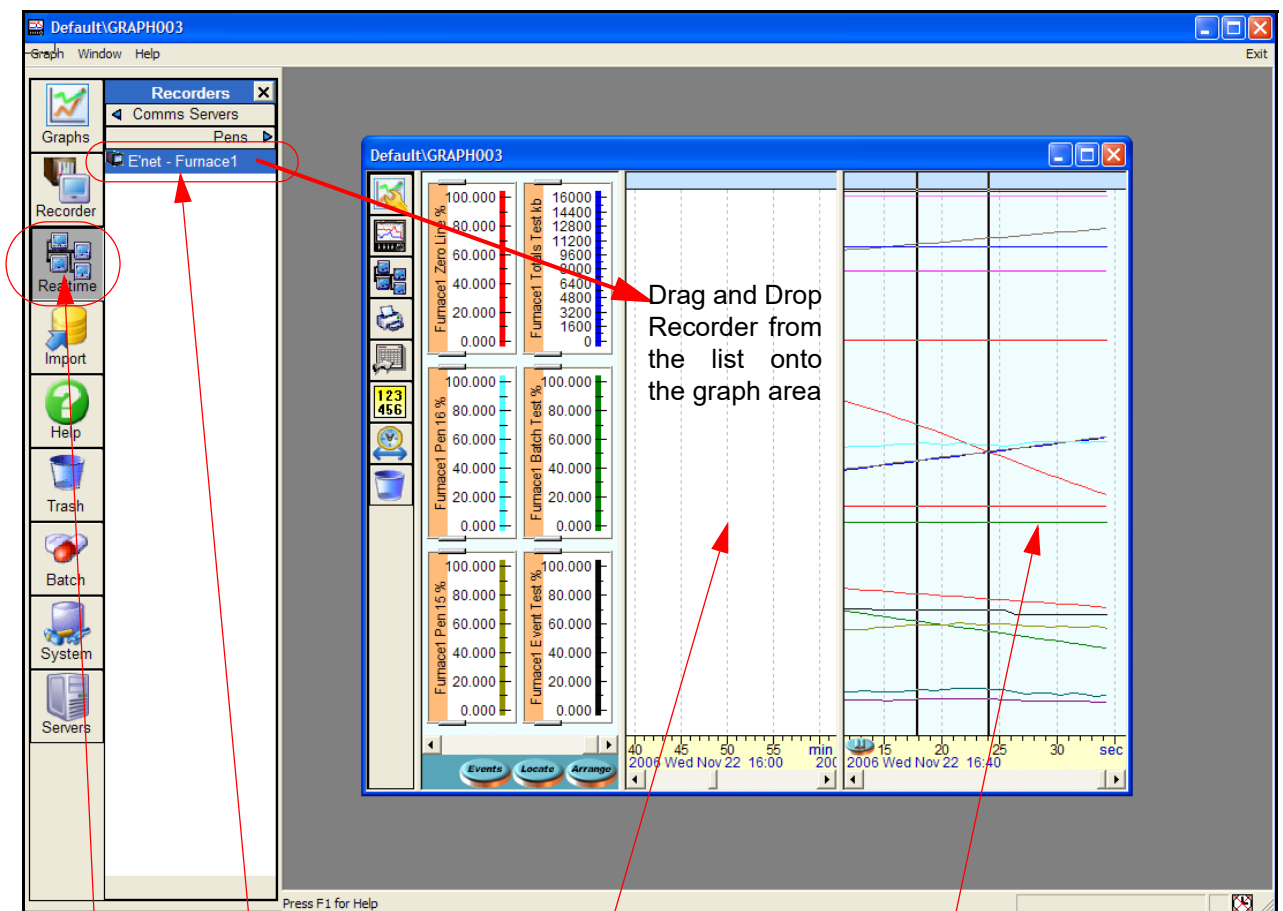 Default\GRAPH003
Graph Window Help Exit
Graphs
Recorder
Realtime
Import
Help
Trash
Batch
System
Servers
Recorders
Comms Servers
Pens
E'net - Furnace1
Default\GRAPH003
Furnace1 Zero Line %
100.000
80.000
60.000
40.000
20.000
0.000
Furnace1 Totals Test kb
16000
14400
12800
11200
9600
8000
6400
4800
3200
1600
0
Furnace1 Pen 16 %
100.000
80.000
60.000
40.000
20.000
0.000
Furnace1 Batch Test %
100.000
80.000
60.000
40.000
20.000
0.000
Furnace1 Pen 15 %
100.000
80.000
60.000
40.000
20.000
0.000
Furnace1 Event Test %
100.000
80.000
60.000
40.000
20.000
0.000
123
456
Events Locate Arrange
Drag and Drop
Recorder from
the list onto
the graph area
40 45 50 55 min
2006 Wed Nov 22 16:00 200
15 20 25 30 sec
2006 Wed Nov 22 16:40
Press F1 for Help